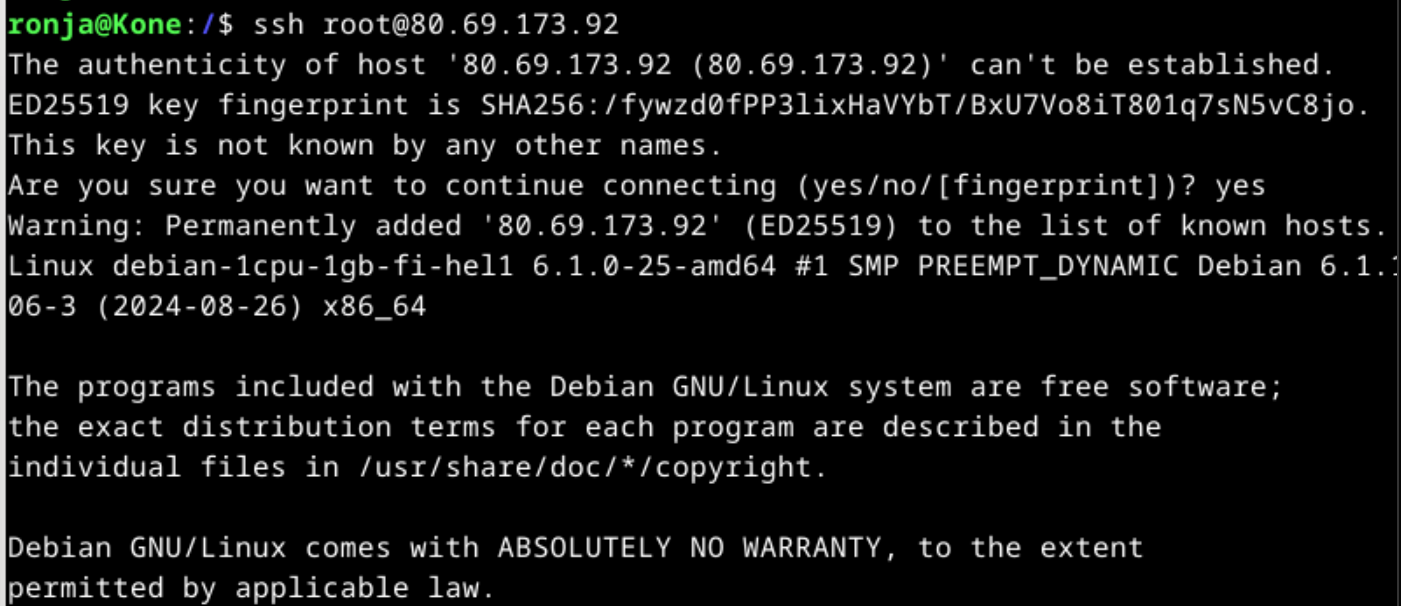 ronja@Kone:/$ ssh root@80.69.173.92
The authenticity of host '80.69.173.92 (80.69.173.92)' can't be established.
ED25519 key fingerprint is SHA256:/fywzd0fPP3lixHaVYbT/BxU7Vo8iT801q7sN5vC8jo.
This key is not known by any other names.
Are you sure you want to continue connecting (yes/no/[fingerprint])? yes
Warning: Permanently added '80.69.173.92' (ED25519) to the list of known hosts.
Linux debian-1cpu-1gb-fi-hel1 6.1.0-25-amd64 #1 SMP PREEMPT_DYNAMIC Debian 6.1.1
06-3 (2024-08-26) x86_64
The programs included with the Debian GNU/Linux system are free software;
the exact distribution terms for each program are described in the
individual files in /usr/share/doc/*/copyright.
Debian GNU/Linux comes with ABSOLUTELY NO WARRANTY, to the extent
permitted by applicable law.